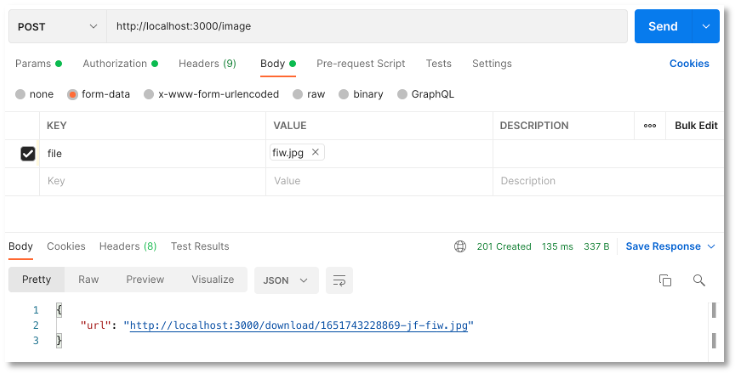 POST http://localhost:3000/image Send
Params Authorization Headers (9) Body Pre-request Script Tests Settings Cookies
none form-data x-www-form-urlencoded raw binary GraphQL
KEY VALUE DESCRIPTION ooo Bulk Edit
file fiw.jpg ×
Key Value Description
Body Cookies Headers (8) Test Results 201 Created 135 ms 337 B Save Response
Pretty Raw Preview Visualize JSON
1 {
2 "url": "http://localhost:3000/download/1651743228869-jf-fiw.jpg"
3 }